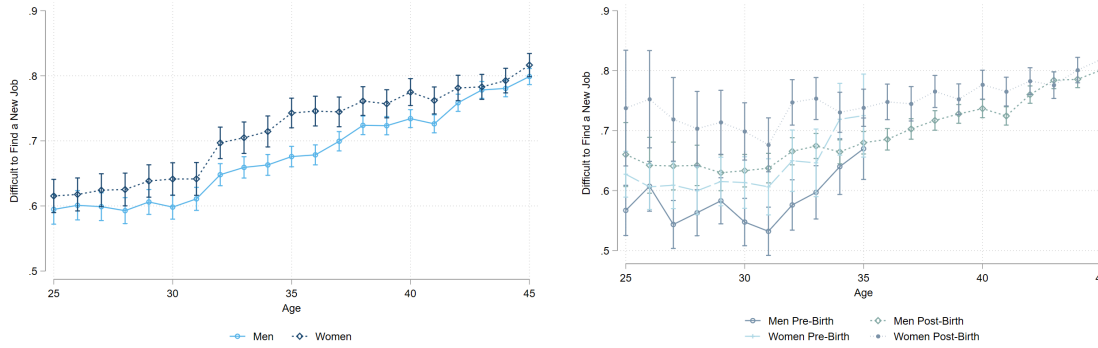 .9
.8
.7
.6
.5
Difficult to Find a New Job
25
30
35
40
45
Age
Men
Women
.9
.8
.7
.6
.5
Difficult to Find a New Job
25
30
35
40
Age
Men Pre-Birth
Men Post-Birth
Women Pre-Birth
Women Post-Birth